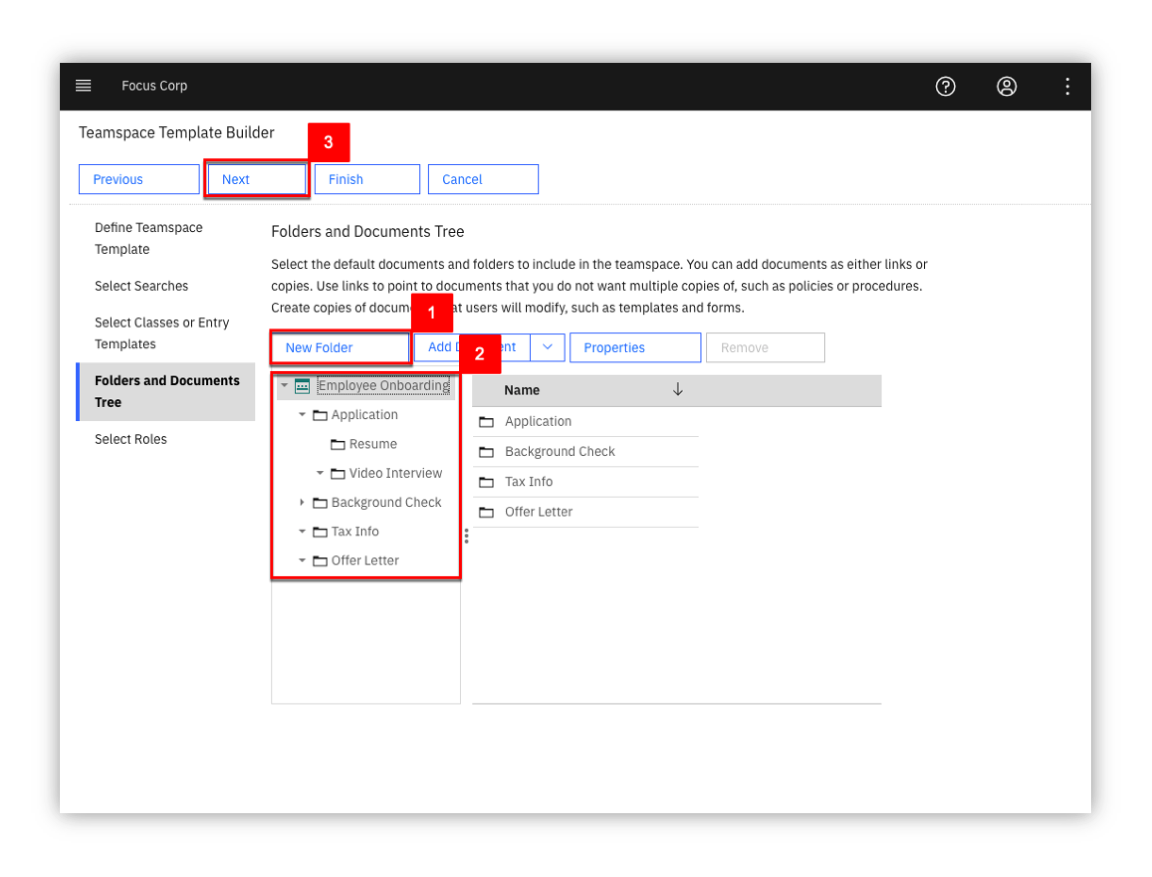 Focus Corp
Teamspace Template Builder
3
Previous
Next
Finish
Cancel
Define Teamspace
Template
Select Searches
Select Classes or Entry
Templates
Folders and Documents
Tree
Select Roles
Folders and Documents Tree
Select the default documents and folders to include in the teamspace. You can add documents as either links or
copies. Use links to point to documents that you do not want multiple copies of, such as policies or procedures.
Create copies of docum t users will modify, such as templates and forms.
1
New Folder
Add
2
Properties
Remove
Employee Onboarding
Application
Resume
Video Interview
Background Check
Tax Info
Offer Letter
Name
Application
Background Check
Tax Info
Offer Letter